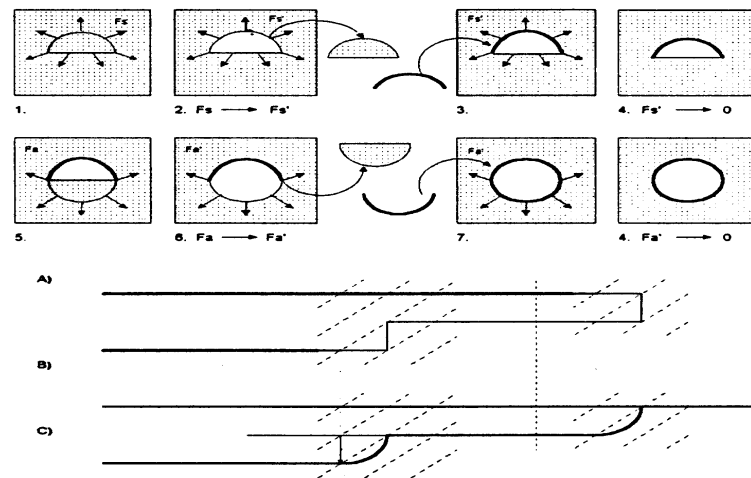 Fs Fs' Fs'
1. 2. Fs → Fs' 3. 4. Fs' → 0
Fa Fa' Fa'
5. 6. Fa → Fa' 7. 4. Fa' → 0
A)
B)
C)